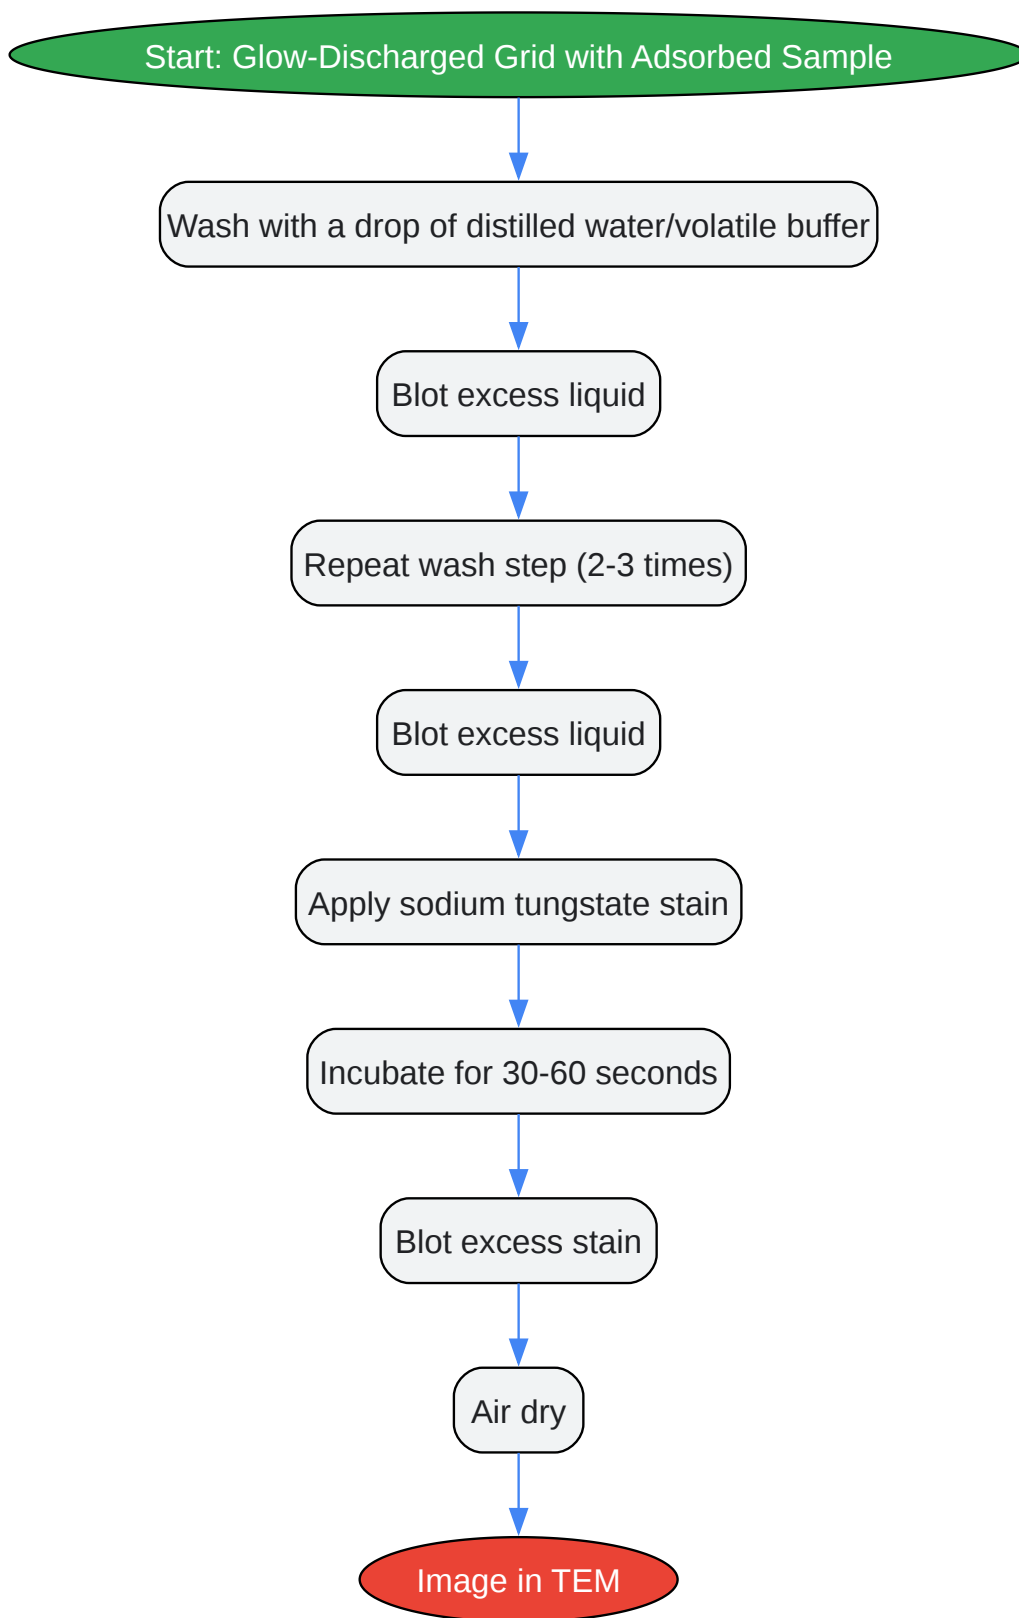 Start: Glow-Discharged Grid with Adsorbed Sample
Wash with a drop of distilled water/volatile buffer
Blot excess liquid
Repeat wash step (2-3 times)
Blot excess liquid
Apply sodium tungstate stain
Incubate for 30-60 seconds
Blot excess stain
Air dry
Image in TEM